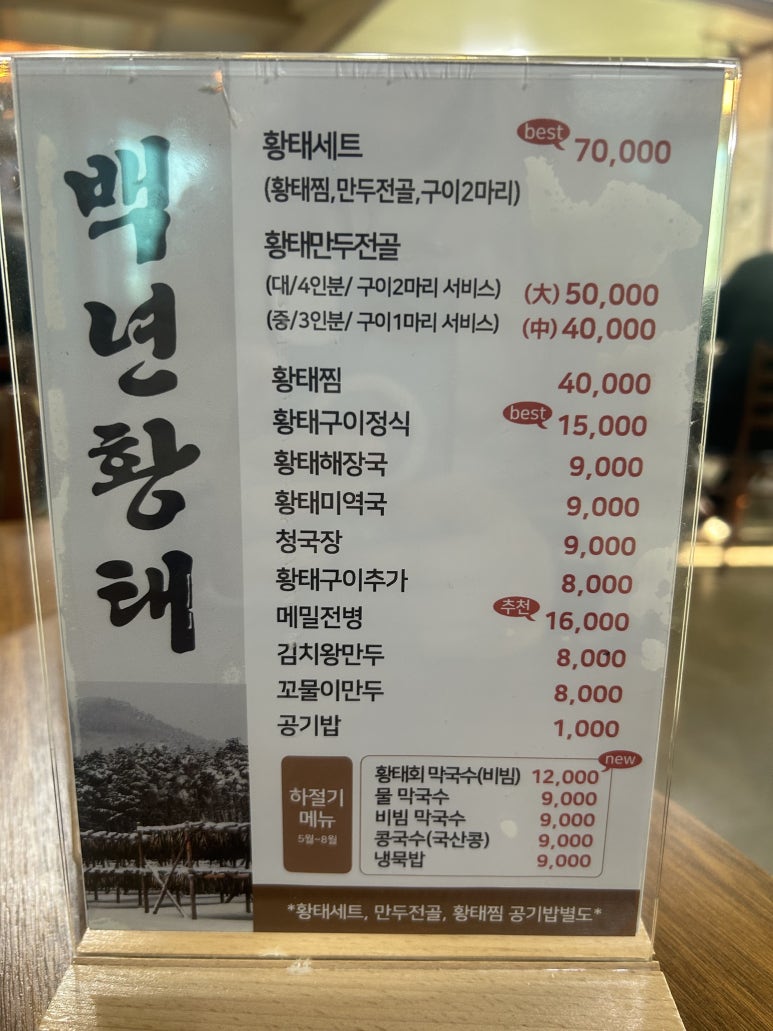 백년황태
황태세트 best 70,000
(황태찜,만두전골,구이2마리)
황태만두전골
(대/4인분/ 구이2마리 서비스) (大) 50,000
(중/3인분/ 구이1마리 서비스) (中) 40,000
황태찜 40,000
황태구이정식 best 15,000
황태해장국 9,000
황태미역국 9,000
청국장 9,000
황태구이추가 8,000
메밀전병 추천 16,000
김치왕만두 8,000
꼬물이만두 8,000
공기밥 1,000
하절기
메뉴
5월~8월
new
황태회 막국수(비빔) 12,000
물 막국수 9,000
비빔 막국수 9,000
콩국수(국산콩) 9,000
냉묵밥 9,000
*황태세트, 만두전골, 황태찜 공기밥별도*